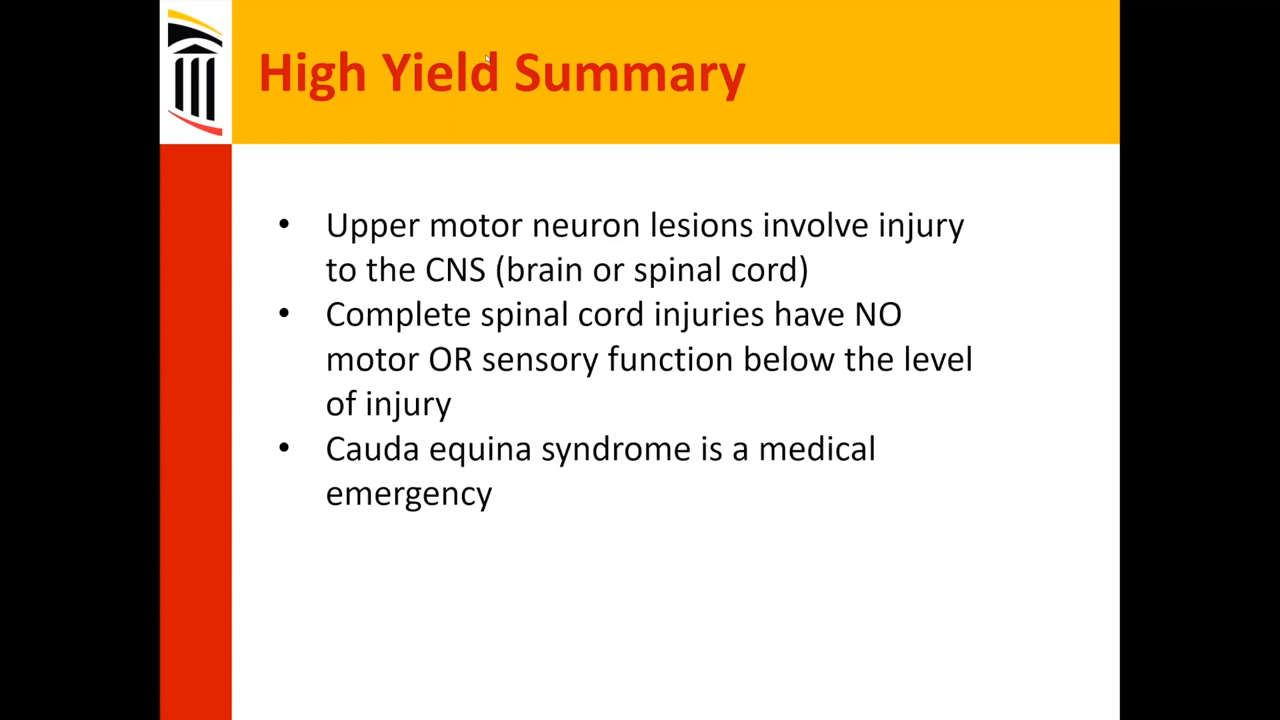 High Yield Summary
• Upper motor neuron lesions involve injury
to the CNS (brain or spinal cord)
• Complete spinal cord injuries have NO
motor OR sensory function below the level
of injury
• Cauda equina syndrome is a medical
emergency